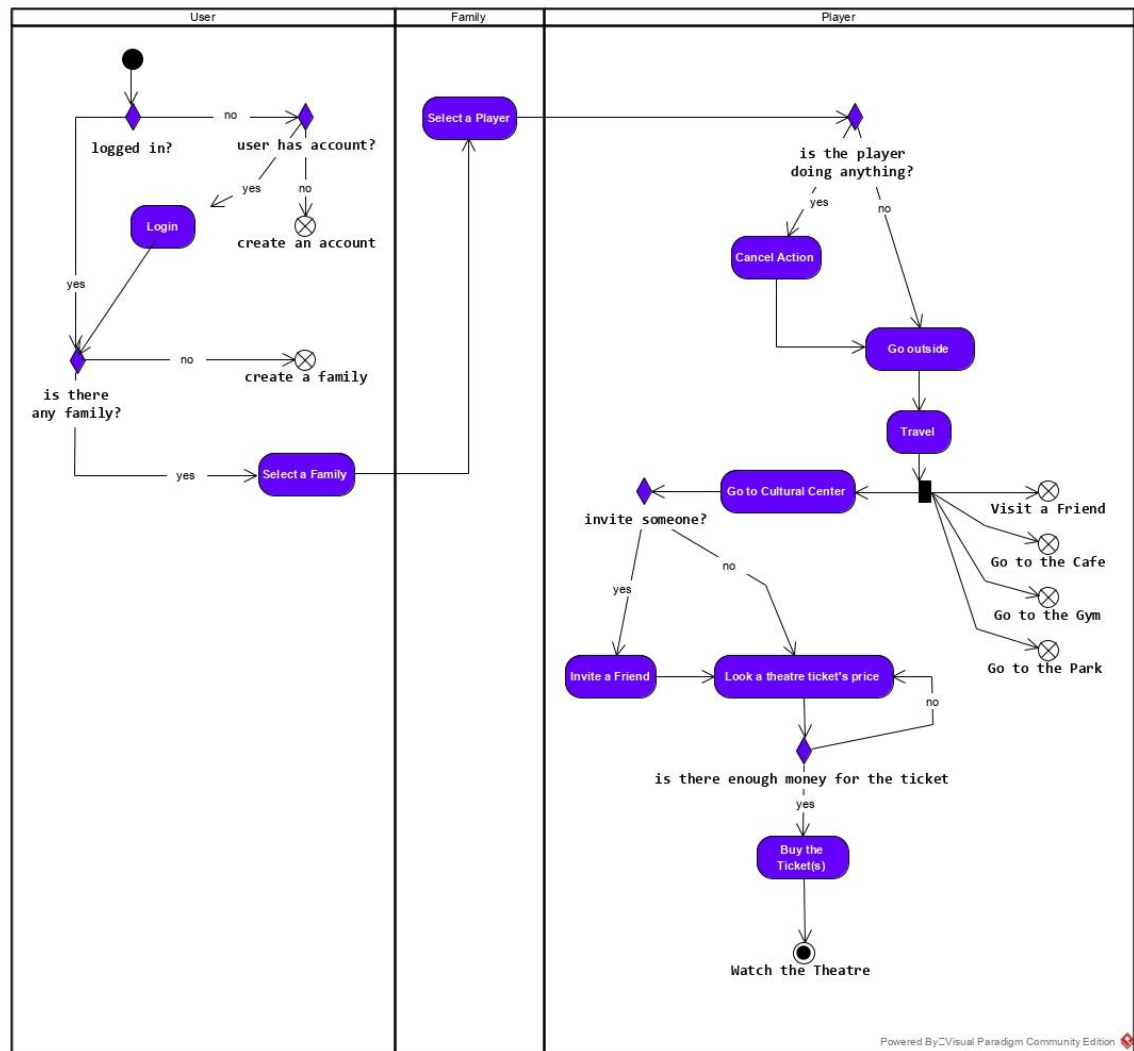 User
Family
Player
no
logged in?
user has account?
yes
no
Login
create an account
yes
no
create a family
is there
any family?
yes
Select a Family
Select a Player
is the player
doing anything?
yes
no
Cancel Action
Go outside
Travel
Go to Cultural Center
Visit a Friend
Go to the Cafe
Go to the Gym
Go to the Park
invite someone?
yes
no
Invite a Friend
Look a theatre ticket's price
no
is there enough money for the ticket
yes
Buy the
Ticket(s)
Watch the Theatre
Powered By Visual Paradigm Community Edition